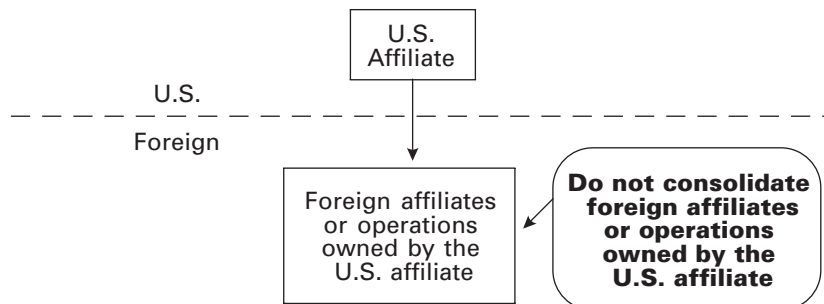 U.S.
Affiliate
U.S.
Foreign
Foreign affiliates
or operations
owned by the
U.S. affiliate
Do not consolidate
foreign affiliates
or operations
owned by the
U.S. affiliate